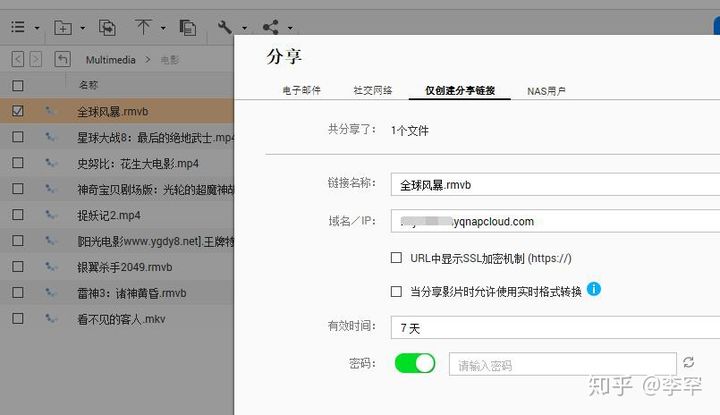 分享
Multimedia > 电影
电子邮件 社交网络 仅创建分享链接 NAS用户
名称
全球风暴.rmvb
星球大战8：最后的绝地武士.mp4
史努比：花生大电影.mp4
神奇宝贝剧场版：光轮的超魔神胡
捉妖记2.mp4
[阳光电影www.ygdy8.net].王牌特
银翼杀手2049.rmvb
雷神3：诸神黄昏.rmvb
看不见的客人.mkv
共分享了： 1个文件
链接名称： 全球风暴.rmvb
域名／IP： .yqnapcloud.com
URL中显示SSL加密机制 (https://)
当分享影片时允许使用实时格式转换
有效时间： 7 天
密码： 请输入密码
知乎 @李罕